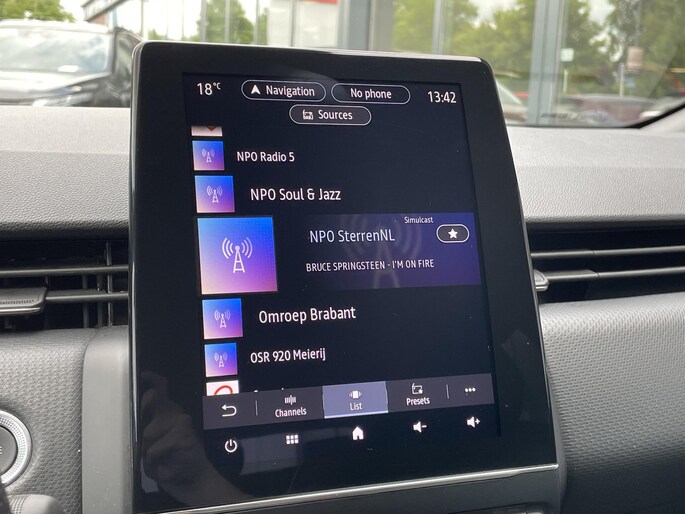 18°C
Navigation
No phone
13:42
Sources
NPO Radio 5
NPO Soul & Jazz
Simulcast
NPO SterrenNL
BRUCE SPRINGSTEEN - I'M ON FIRE
Omroep Brabant
OSR 920 Meierij
Channels
List
Presets